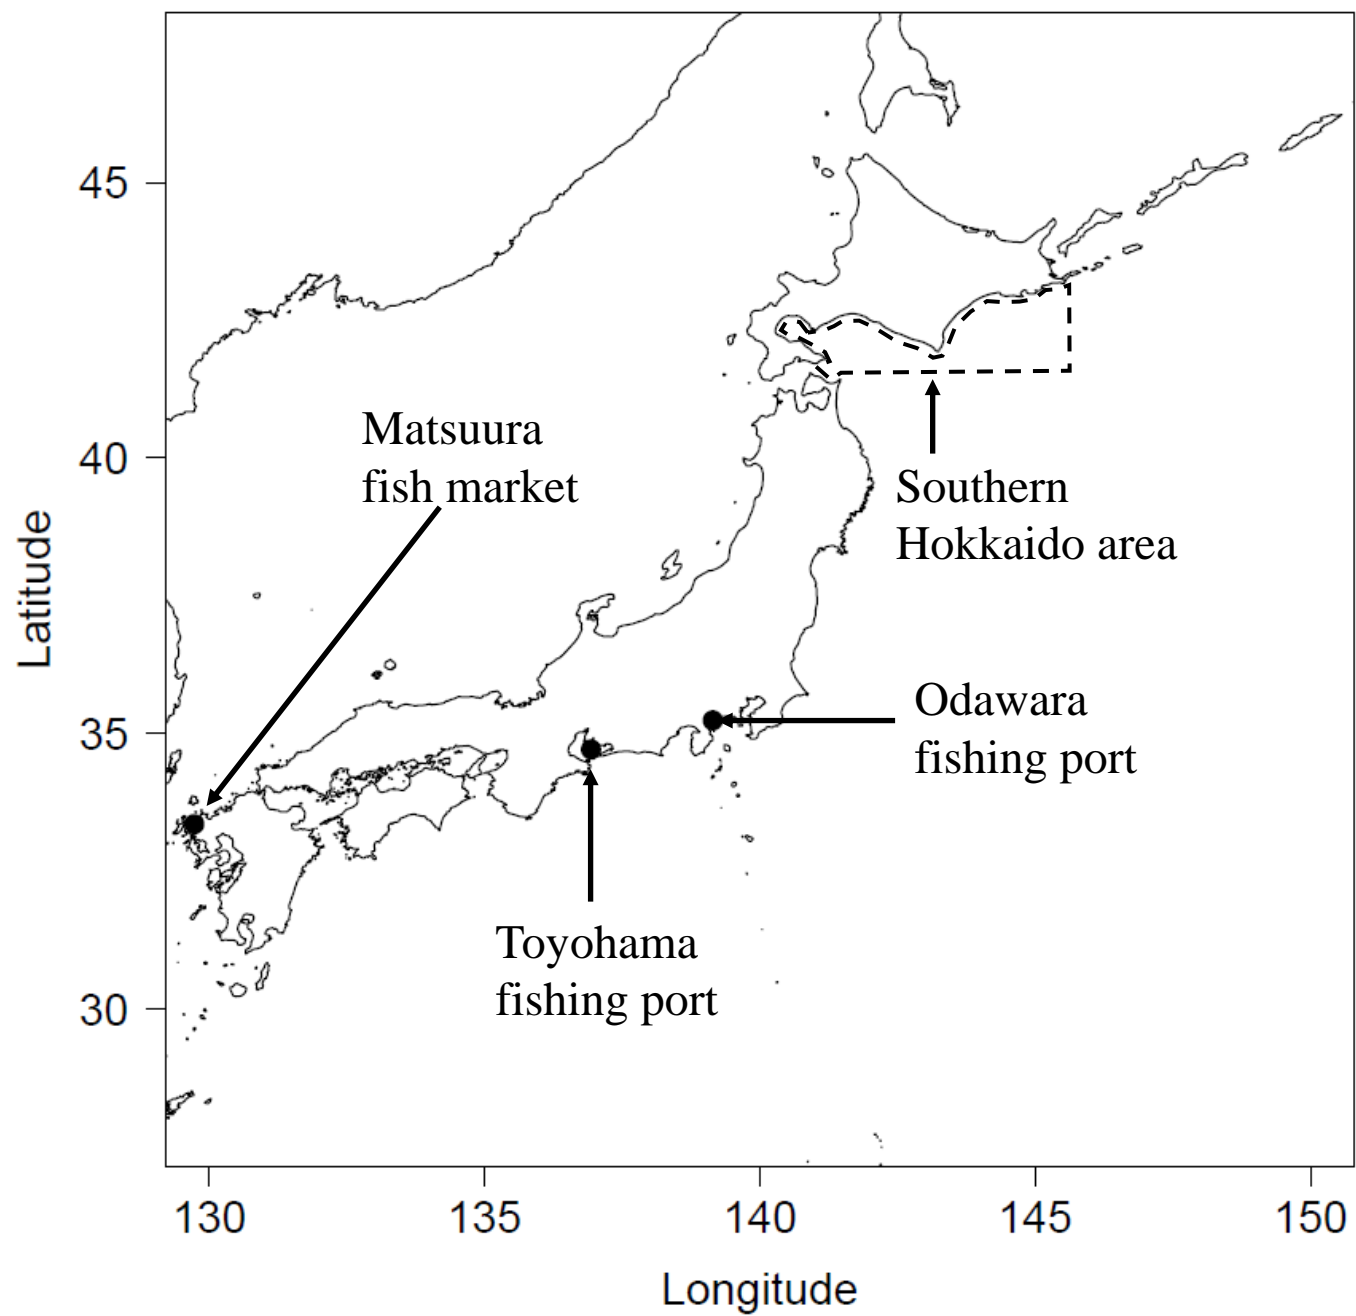 45
40
35
30
Latitude
Matsuura
fish market
Southern
Hokkaido area
Odawara
fishing port
Toyohama
fishing port
130
135
140
145
150
Longitude